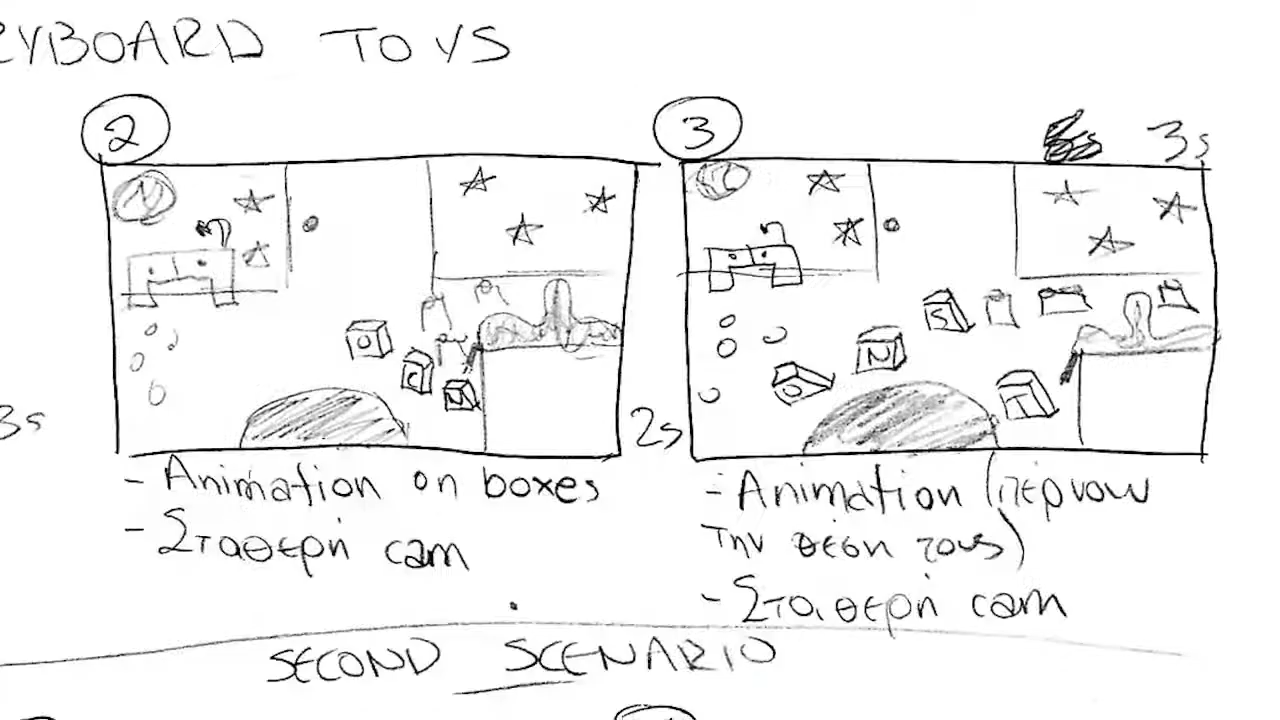 RYBOARD TOYS
2
3
3s
N
O
C
N
S
N
O
T
3s
2s
- Animation on boxes
- Σταθερή cam
- Animation (περνουν
την θέση τους)
- Σταθερή cam
SECOND SCENARIO